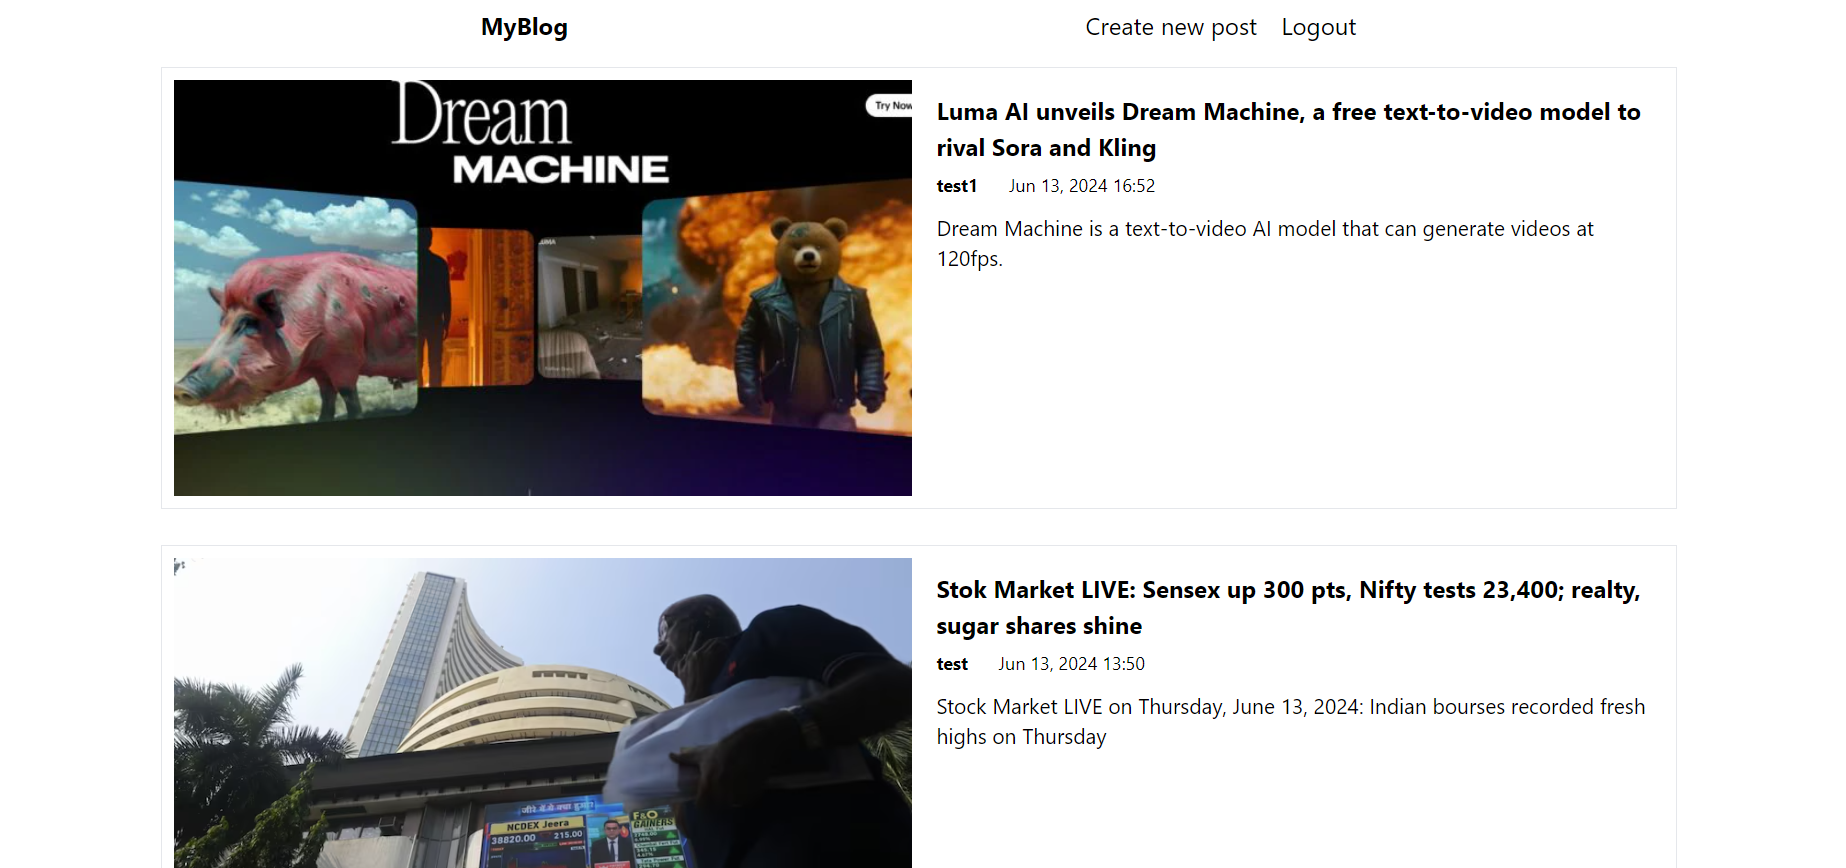 MyBlog
Create new post Logout
Dream
MACHINE
Try Now
LUMA
Luma AI unveils Dream Machine, a free text-to-video model to
rival Sora and Kling
test1 Jun 13, 2024 16:52
Dream Machine is a text-to-video AI model that can generate videos at
120fps.
Stok Market LIVE: Sensex up 300 pts, Nifty tests 23,400; realty,
sugar shares shine
test Jun 13, 2024 13:50
Stock Market LIVE on Thursday, June 13, 2024: Indian bourses recorded fresh
highs on Thursday
NCDEX Jeera
38820.00 215.00
F&O
GAINERS